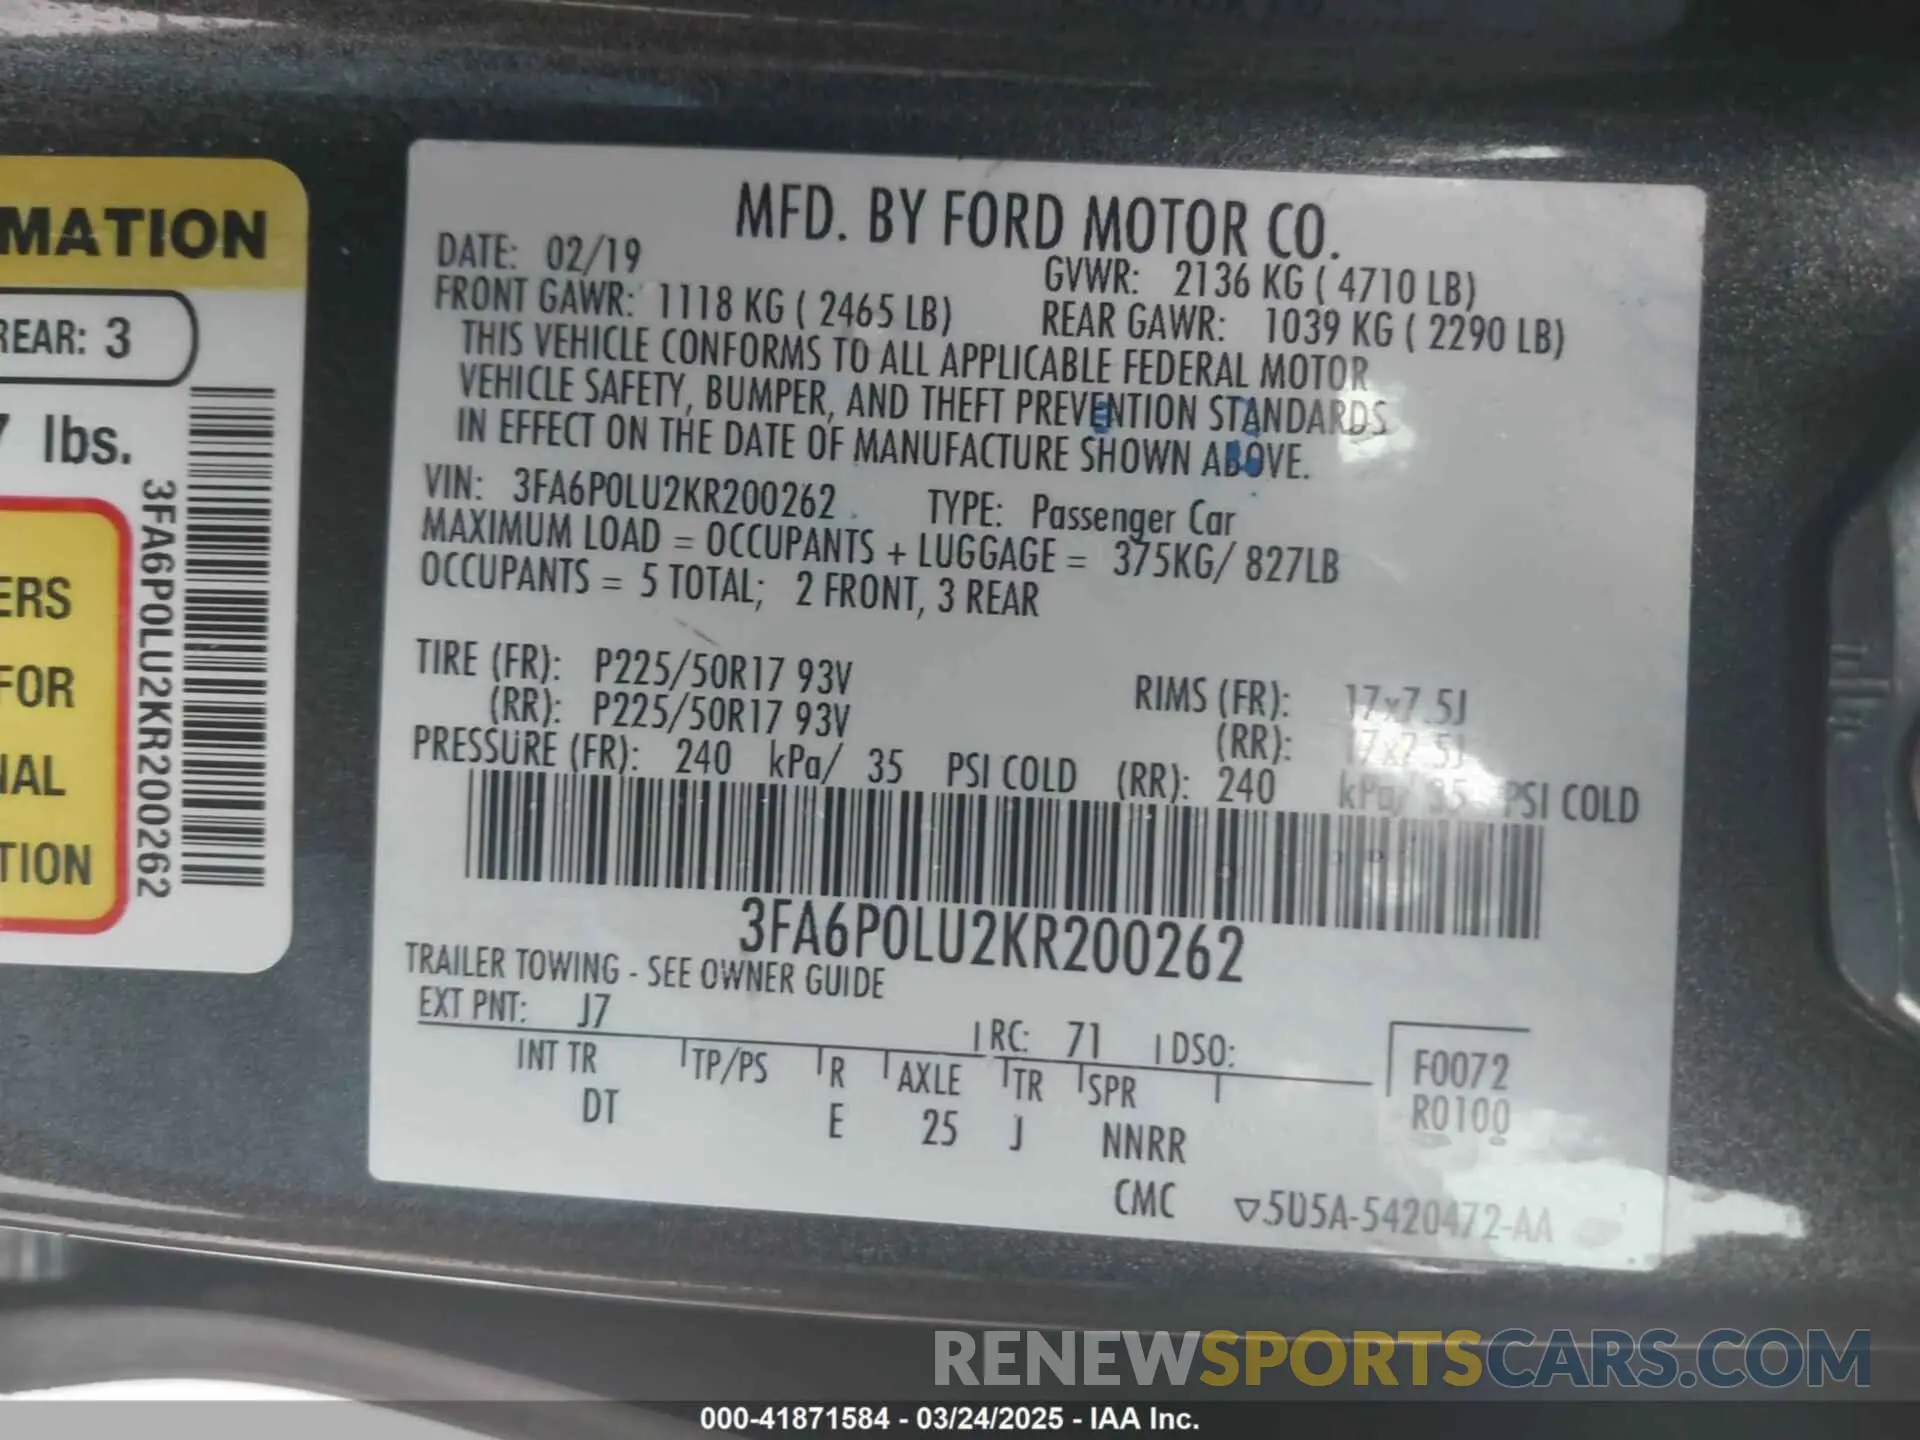 MATION
REAR: 3
7 lbs.
ERS
FOR
NAL
TION
3FA6P0LU2KR200262
MFD. BY FORD MOTOR CO.
DATE: 02/19
GVWR: 2136 KG ( 4710 LB)
FRONT GAWR: 1118 KG ( 2465 LB) REAR GAWR: 1039 KG ( 2290 LB)
THIS VEHICLE CONFORMS TO ALL APPLICABLE FEDERAL MOTOR
VEHICLE SAFETY, BUMPER, AND THEFT PREVENTION STANDARDS
IN EFFECT ON THE DATE OF MANUFACTURE SHOWN ABOVE.
VIN: 3FA6P0LU2KR200262 TYPE: Passenger Car
MAXIMUM LOAD = OCCUPANTS + LUGGAGE = 375KG/ 827LB
OCCUPANTS = 5 TOTAL; 2 FRONT, 3 REAR
TIRE (FR): P225/50R17 93V RIMS (FR): 17x7.5J
(RR): P225/50R17 93V (RR): 17x7.5J
PRESSURE (FR): 240 kPa/ 35 PSI COLD (RR): 240 kPa/ 35 PSI COLD
3FA6P0LU2KR200262
TRAILER TOWING - SEE OWNER GUIDE
EXT PNT: J7 RC: 71 DSO:
INT TR TP/PS R AXLE TR SPR
DT E 25 J NNRR
F0072
R0100
CMC ▽5U5A-5420472-AA
RENEWSPORTSCARS.COM
000-41871584 - 03/24/2025 - IAA Inc.